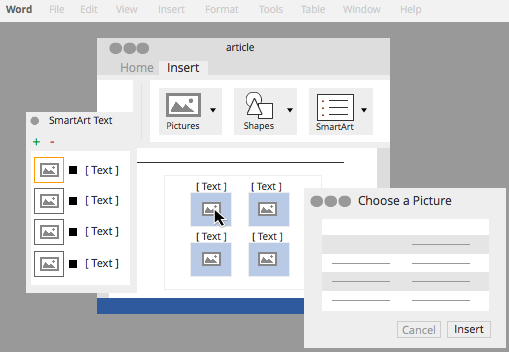 Word File Edit View Insert Format Tools Table Window Help
article
Home Insert
Pictures Shapes SmartArt
SmartArt Text
+ -
[ Text ]
[ Text ]
[ Text ]
[ Text ]
[ Text ] [ Text ]
[ Text ] [ Text ]
Choose a Picture
Cancel Insert